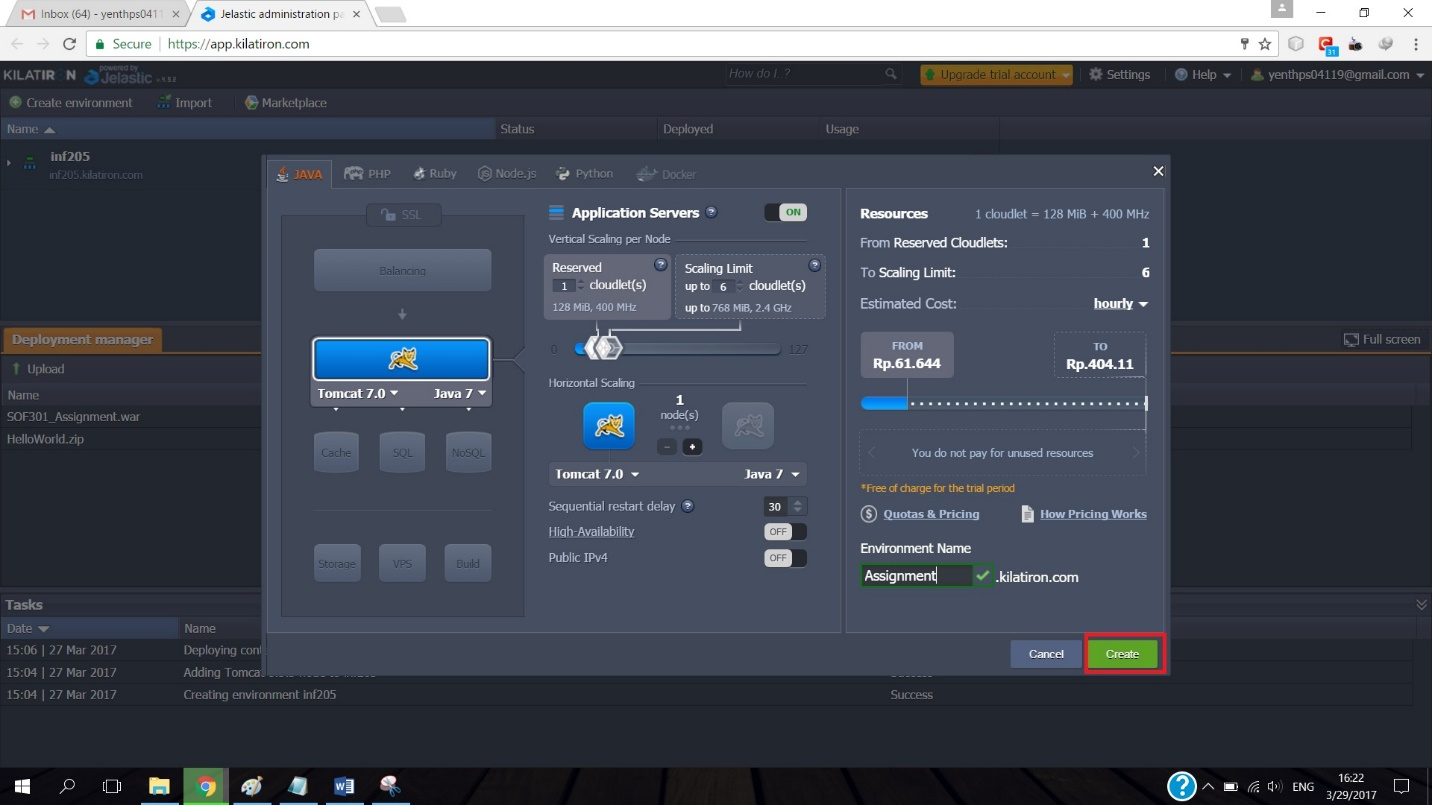 Inbox (64) - yenthps0411
Jelastic administration pa
Secure
https://app.kilatiron.com
31
KILATIR N
powered by
Jelastic
How do I ..?
Upgrade trial account
Settings
Help
yenthps04119@gmail.com
Create environment
Import
Marketplace
Name
Status
Deployed
Usage
inf205
inf205.kilatiron.com
JAVA
PHP
Ruby
Node.js
Python
Docker
SSL
Balancing
Tomcat 7.0
Java 7
Cache
SQL
NoSQL
Storage
VPS
Build
Application Servers ?
ON
Vertical Scaling per Node
Reserved ?
1 cloudlet(s)
128 MiB, 400 MHz
Scaling Limit ?
up to 6 cloudlet(s)
up to 768 MiB, 2.4 GHz
0
127
Horizontal Scaling
1
node(s)
Tomcat 7.0
Java 7
Sequential restart delay ?
30
High-Availability
OFF
Public IPv4
OFF
Resources
1 cloudlet = 128 MiB + 400 MHz
From Reserved Cloudlets:
1
To Scaling Limit:
6
Estimated Cost:
hourly
FROM
Rp.61.644
TO
Rp.404.11
You do not pay for unused resources
*Free of charge for the trial period
Quotas & Pricing
How Pricing Works
Environment Name
Assignment
.kilatiron.com
Cancel
Create
Deployment manager
Full screen
Upload
Name
SOF301_Assignment.war
HelloWorld.zip
Tasks
Date
Name
15:06 | 27 Mar 2017
Deploying con
15:04 | 27 Mar 2017
Adding Tomca
15:04 | 27 Mar 2017
Creating environment inf205
Success
ENG
16:22
3/29/2017